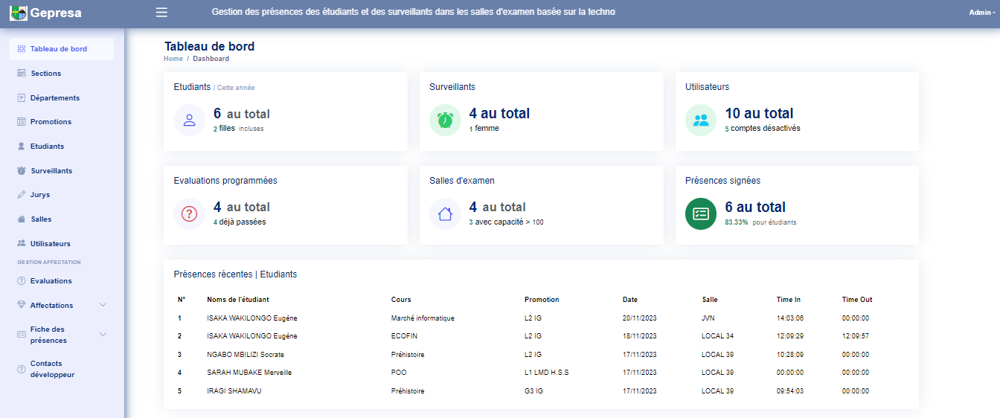 Gepresa
Gestion des présences des étudiants et des surveillants dans les salles d'examen basée sur la techno
Admin
Tableau de bord
Sections
Départements
Promotions
Etudiants
Surveillants
Jurys
Salles
Utilisateurs
GESTION AFFECTATION
Evaluations
Affectations
Fiche des
présences
Contacts
développeur
Tableau de bord
Home / Dashboard
Etudiants | Cette année
6 au total
2 filles incluses
Surveillants
4 au total
1 femme
Utilisateurs
10 au total
5 comptes désactivés
Evaluations programmées
4 au total
4 déjà passées
Salles d'examen
4 au total
3 avec capacité > 100
Présences signées
6 au total
83.33% pour étudiants
Présences récentes | Etudiants
N° Noms de l'étudiant Cours Promotion Date Salle Time In Time Out
1 ISAKA WAKILONGO Eugène Marché informatique L2 IG 20/11/2023 JVN 14:03:06 00:00:00
2 ISAKA WAKILONGO Eugène ECOFIN L2 IG 18/11/2023 LOCAL 34 12:09:29 12:09:57
3 NGABO MBILIZI Socrate Préhistoire L2 IG 17/11/2023 LOCAL 39 10:28:09 00:00:00
4 SARAH MUBAKE Merveille POO L1 LMD H.S.S 17/11/2023 LOCAL 39 00:00:00 00:00:00
5 IRAGI SHAMAVU Préhistoire G3 IG 17/11/2023 LOCAL 39 09:54:03 00:00:00